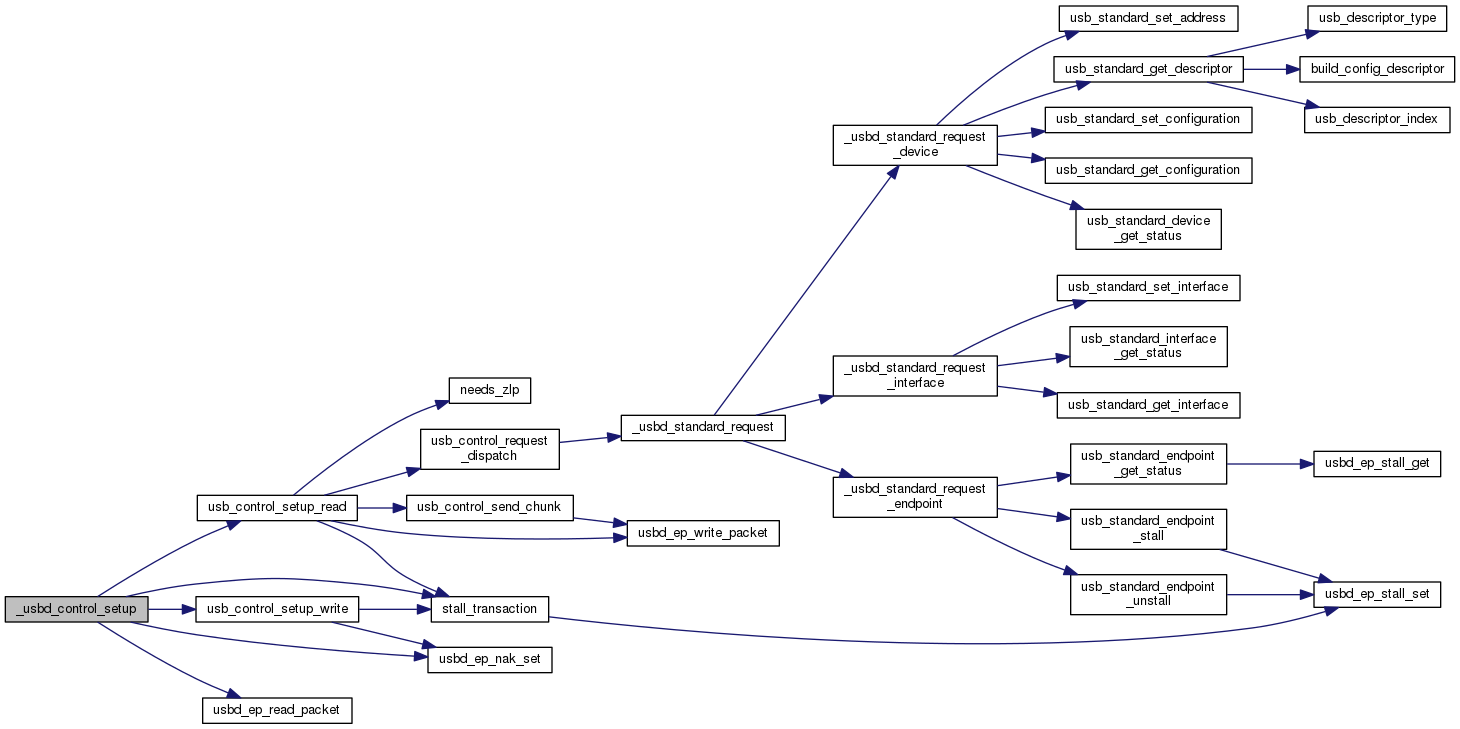 usb_standard_set_address
usb_descriptor_type
usb_standard_get_descriptor
build_config_descriptor
usb_standard_set_configuration
usb_descriptor_index
_usbd_standard_request
_device
usb_standard_get_configuration
usb_standard_device
_get_status
usb_standard_set_interface
usb_standard_interface
_get_status
_usbd_standard_request
_interface
needs_zlp
usb_standard_get_interface
_usbd_standard_request
usb_control_request
_dispatch
usb_standard_endpoint
_get_status
usbd_ep_stall_get
_usbd_standard_request
_endpoint
usb_control_setup_read
usb_control_send_chunk
usb_standard_endpoint
_stall
usbd_ep_write_packet
_usbd_control_setup
usb_control_setup_write
stall_transaction
usb_standard_endpoint
_unstall
usbd_ep_stall_set
usbd_ep_nak_set
usbd_ep_read_packet